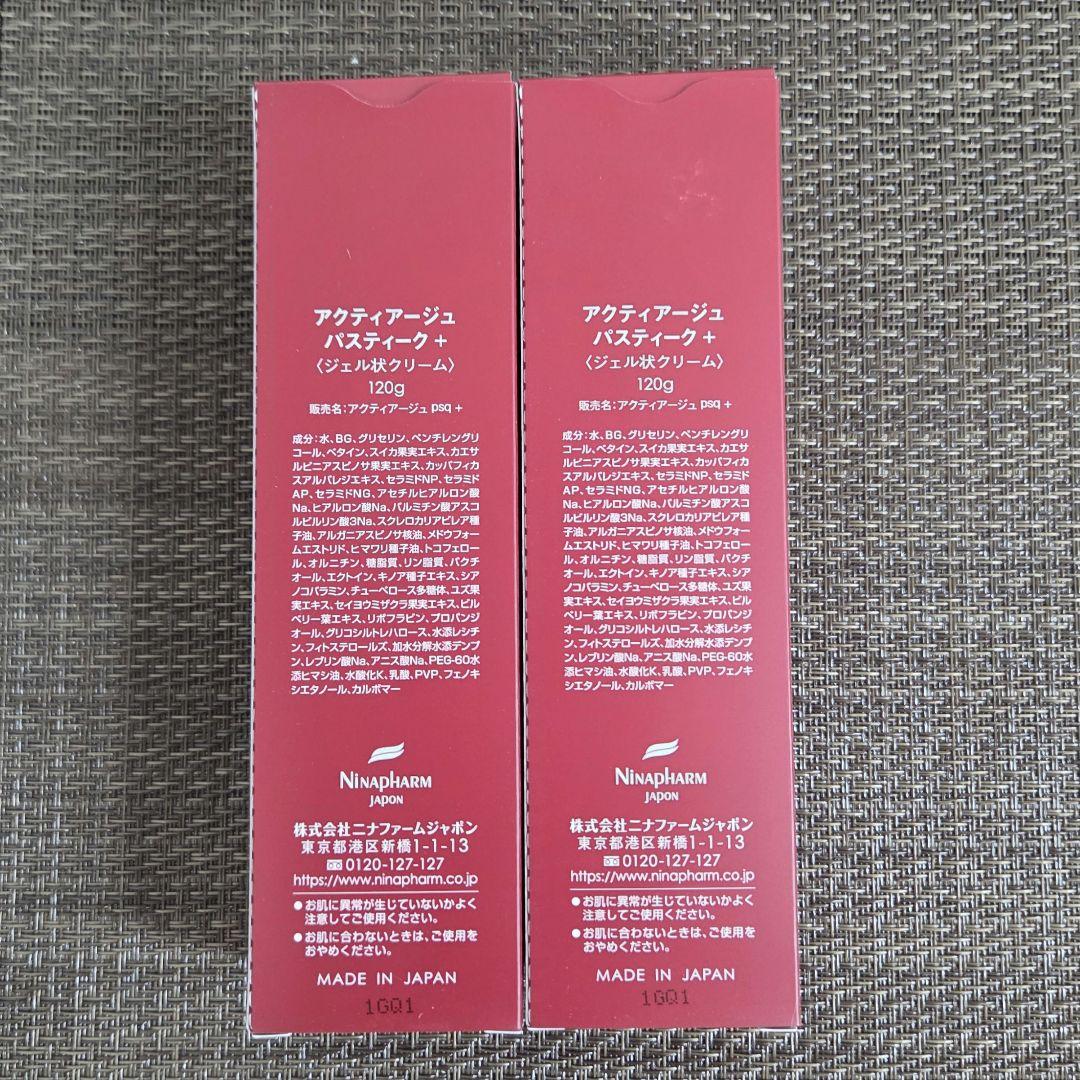 アクティアージュ
パスティーク +
〈ジェル状クリーム〉
120g
販売名:アクティアージュ psq +
成分:水、BG、グリセリン、ペンチレングリ
コール、ベタイン、スイカ果実エキス、カエサ
ルピニアスピノサ果実エキス、カッパフィカ
スアルバレジエキス、セラミドNP、セラミド
AP、セラミドNG、アセチルヒアルロン酸
Na、ヒアルロン酸Na、パルミチン酸アスコ
ルビルリン酸3Na、スクレロカリアビレア種
子油、アルガニアスピノサ核油、メドウフォ
ームエストリド、ヒマワリ種子油、トコフェロ
ール、オルニチン、糖脂質、リン脂質、バクチ
オール、エクトイン、キノア種子エキス、シア
ノコバラミン、チューベロース多糖体、ユズ果
実エキス、セイヨウミザクラ果実エキス、ビル
ベリー葉エキス、リボフラビン、プロパンジ
オール、グリコシルトレハロース、水添レシチ
ン、フィトステロールズ、加水分解水添デンプ
ン、レブリン酸Na、アニス酸Na、PEG-60水
添ヒマシ油、水酸化K、乳酸、PVP、フェノキ
シエタノール、カルボマー
NINAPHARM
JAPON
株式会社ニナファームジャポン
東京都港区新橋1-1-13
0120-127-127
https://www.ninapharm.co.jp
●お肌に異常が生じていないかよく
注意してご使用ください。
●お肌に合わないときは、ご使用を
おやめください。
MADE IN JAPAN
1GQ1
アクティアージュ
パスティーク +
〈ジェル状クリーム〉
120g
販売名:アクティアージュ psq +
成分:水、BG、グリセリン、ペンチレングリ
コール、ベタイン、スイカ果実エキス、カエサ
ルピニアスピノサ果実エキス、カッパフィカ
スアルバレジエキス、セラミドNP、セラミド
AP、セラミドNG、アセチルヒアルロン酸
Na、ヒアルロン酸Na、パルミチン酸アスコ
ルビルリン酸3Na、スクレロカリアビレア種
子油、アルガニアスピノサ核油、メドウフォ
ームエストリド、ヒマワリ種子油、トコフェロ
ール、オルニチン、糖脂質、リン脂質、バクチ
オール、エクトイン、キノア種子エキス、シア
ノコバラミン、チューベロース多糖体、ユズ果
実エキス、セイヨウミザクラ果実エキス、ビル
ベリー葉エキス、リボフラビン、プロパンジ
オール、グリコシルトレハロース、水添レシチ
ン、フィトステロールズ、加水分解水添デンプ
ン、レブリン酸Na、アニス酸Na、PEG-60水
添ヒマシ油、水酸化K、乳酸、PVP、フェノキ
シエタノール、カルボマー
NINAPHARM
JAPON
株式会社ニナファームジャポン
東京都港区新橋1-1-13
0120-127-127
https://www.ninapharm.co.jp
●お肌に異常が生じていないかよく
注意してご使用ください。
●お肌に合わないときは、ご使用を
おやめください。
MADE IN JAPAN
1GQ1